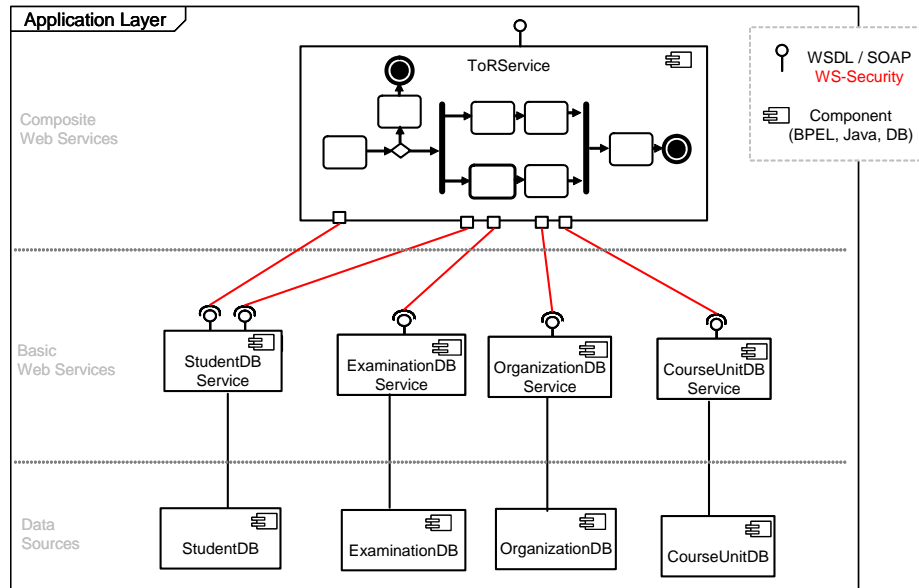 Application Layer
ToRService
WSDL / SOAP
WS-Security
Component
(BPEL, Java, DB)
Composite
Web Services
Basic
Web Services
StudentDB
Service
ExaminationDB
Service
OrganizationDB
Service
CourseUnitDB
Service
Data
Sources
StudentDB
ExaminationDB
OrganizationDB
CourseUnitDB